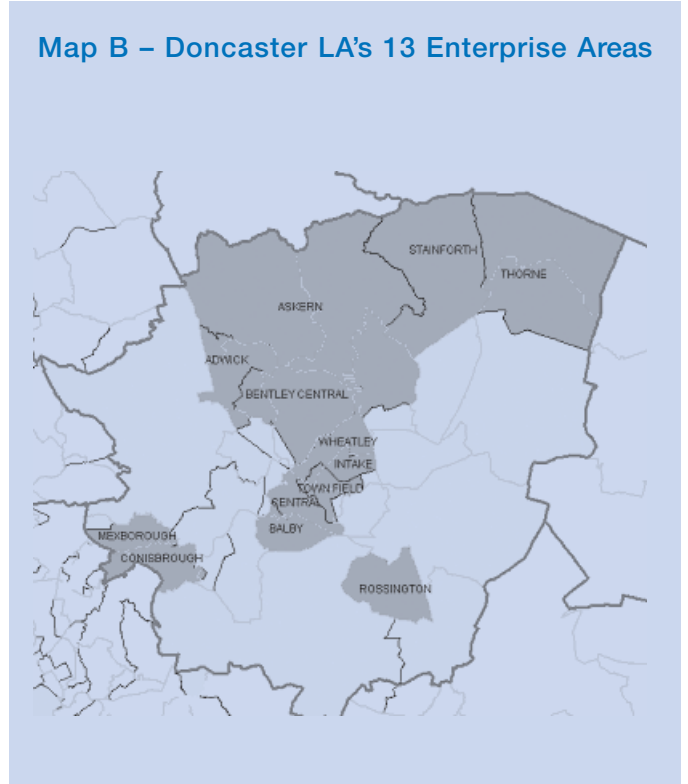 Map B – Doncaster LA’s 13 Enterprise Areas
STAINFORTH
THORNE
ASKERN
ADWICK
BENTLEY CENTRAL
WHEATLEY
INTAKE
TOWN FIELD
CENTRAL
BALBY
MEXBOROUGH
CONISBROUGH
ROSSINGTON